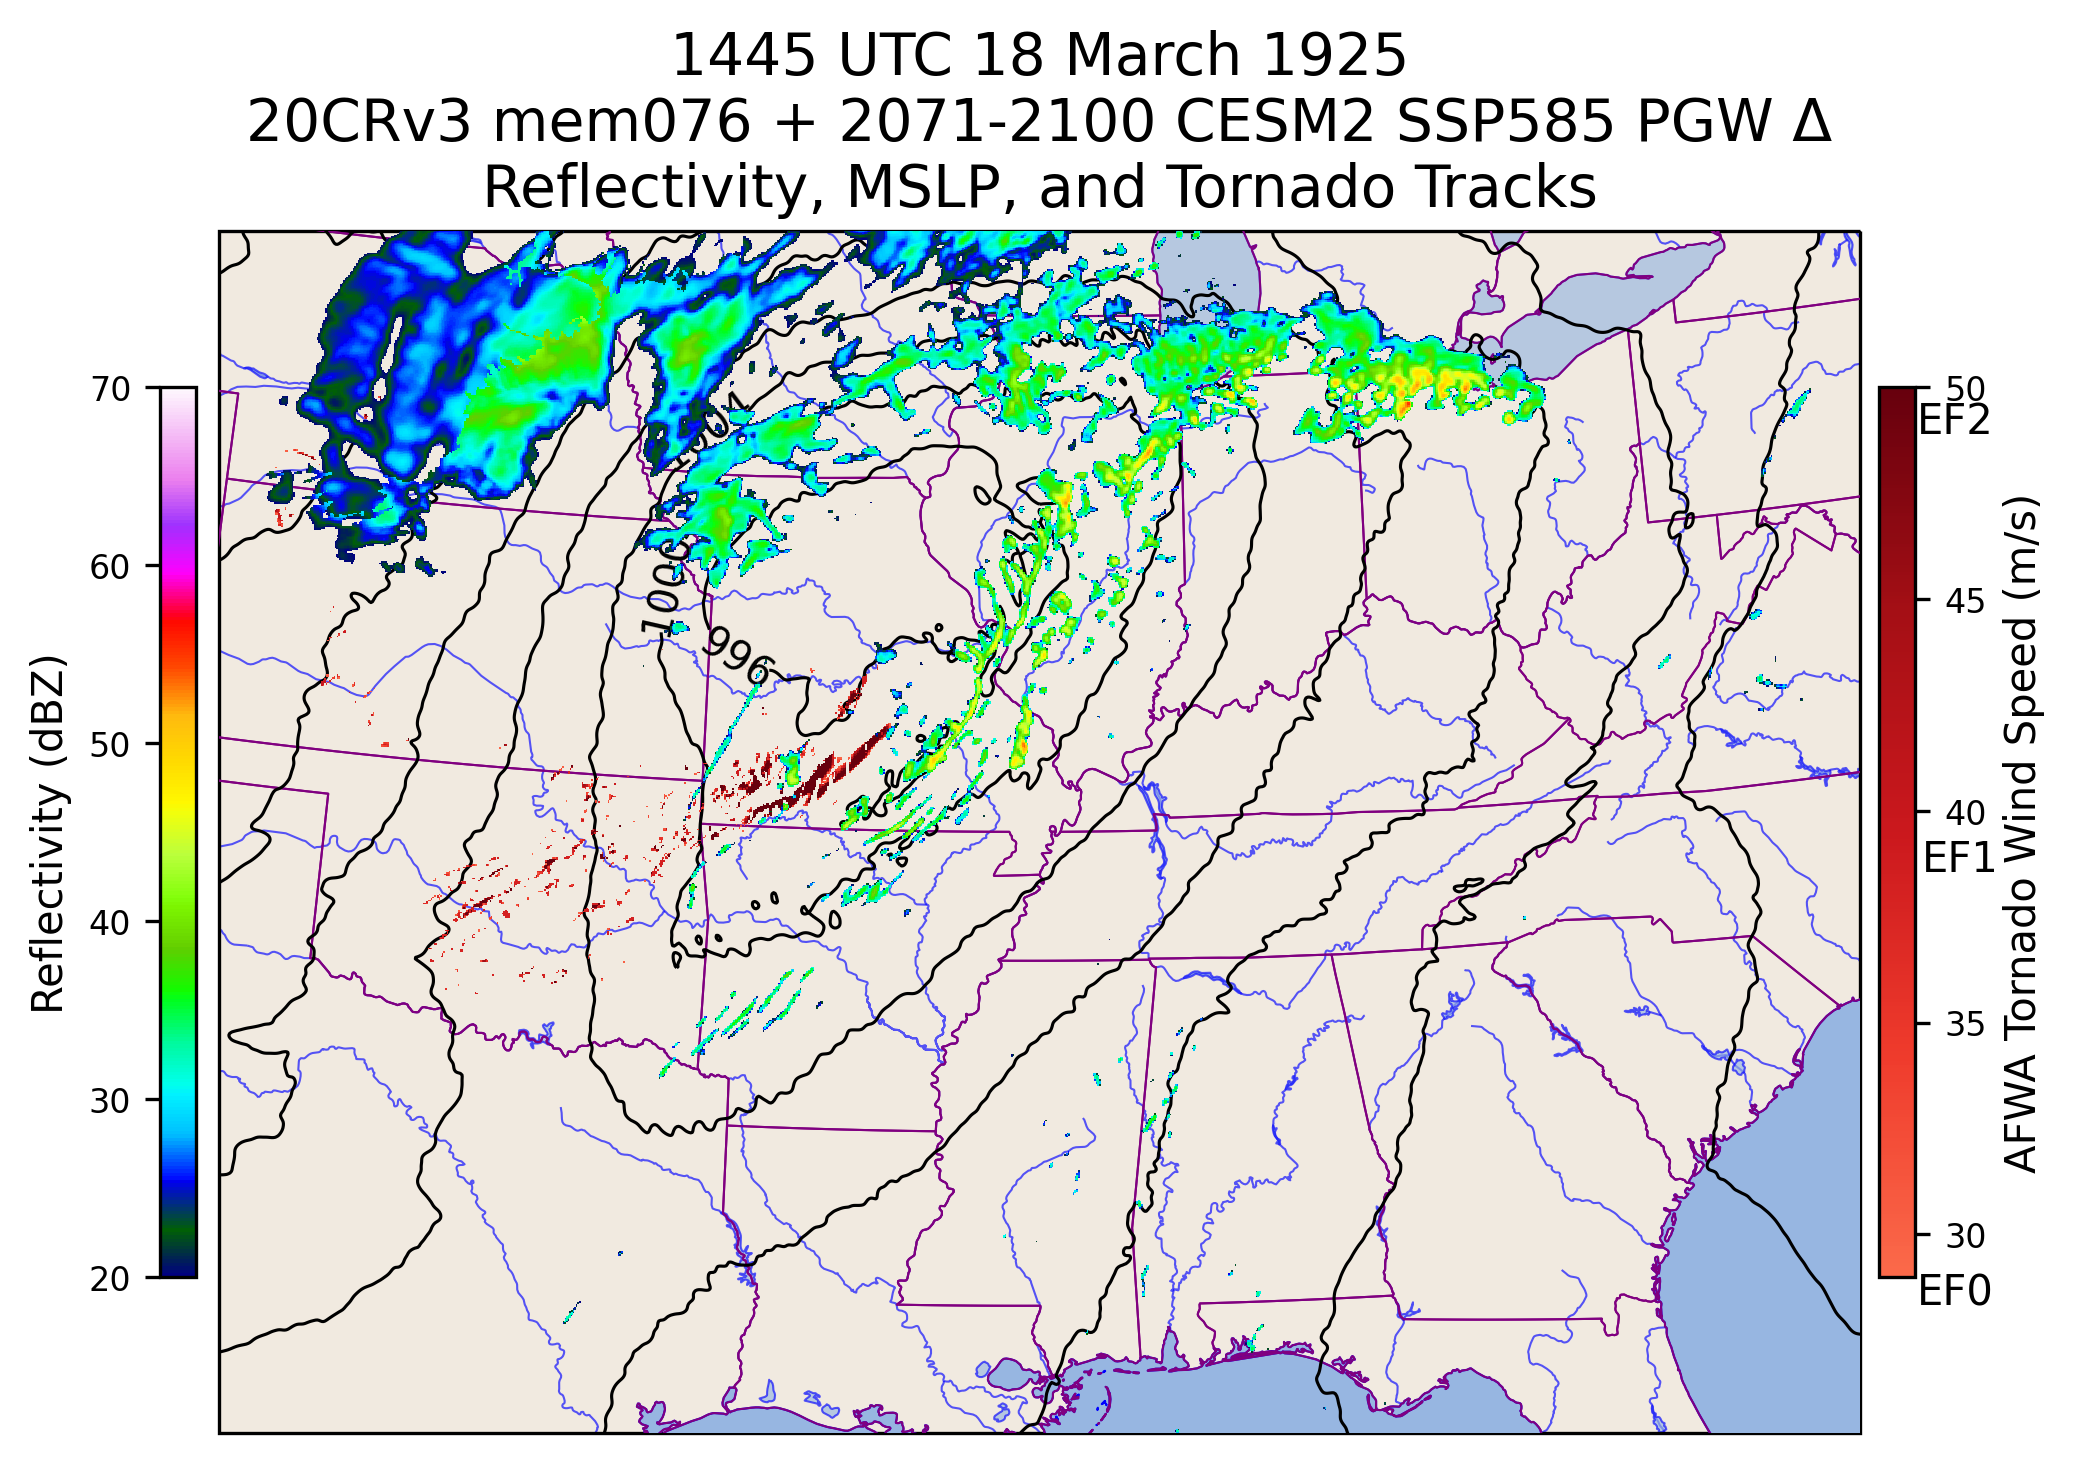 1445 UTC 18 March 1925
20CRv3 mem076 + 2071-2100 CESM2 SSP585 PGW Δ
Reflectivity, MSLP, and Tornado Tracks
70
60
50
40
30
20
Reflectivity (dBZ)
1004
1000
996
50
EF2
45
40
EF1
35
30
EF0
AFWA Tornado Wind Speed (m/s)